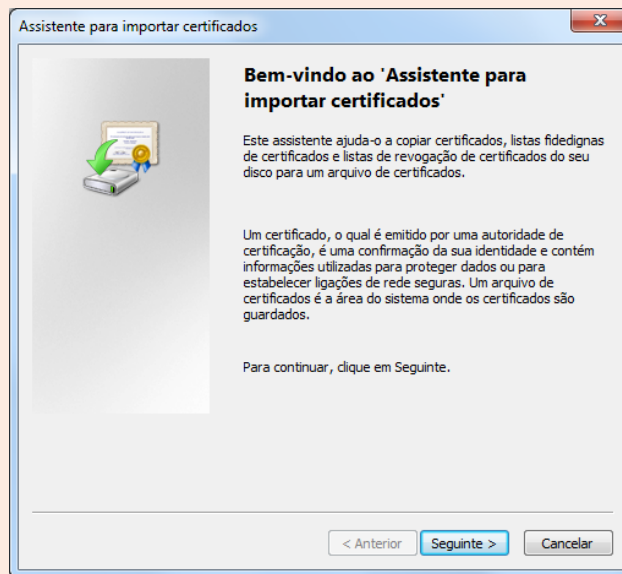 Assistente para importar certificados
Bem-vindo ao 'Assistente para
importar certificados'
Este assistente ajuda-o a copiar certificados, listas fidedignas
de certificados e listas de revogação de certificados do seu
disco para um arquivo de certificados.
Um certificado, o qual é emitido por uma autoridade de
certificação, é uma confirmação da sua identidade e contém
informações utilizadas para proteger dados ou para
estabelecer ligações de rede seguras. Um arquivo de
certificados é a área do sistema onde os certificados são
guardados.
Para continuar, clique em Seguinte.
< Anterior Seguinte > Cancelar